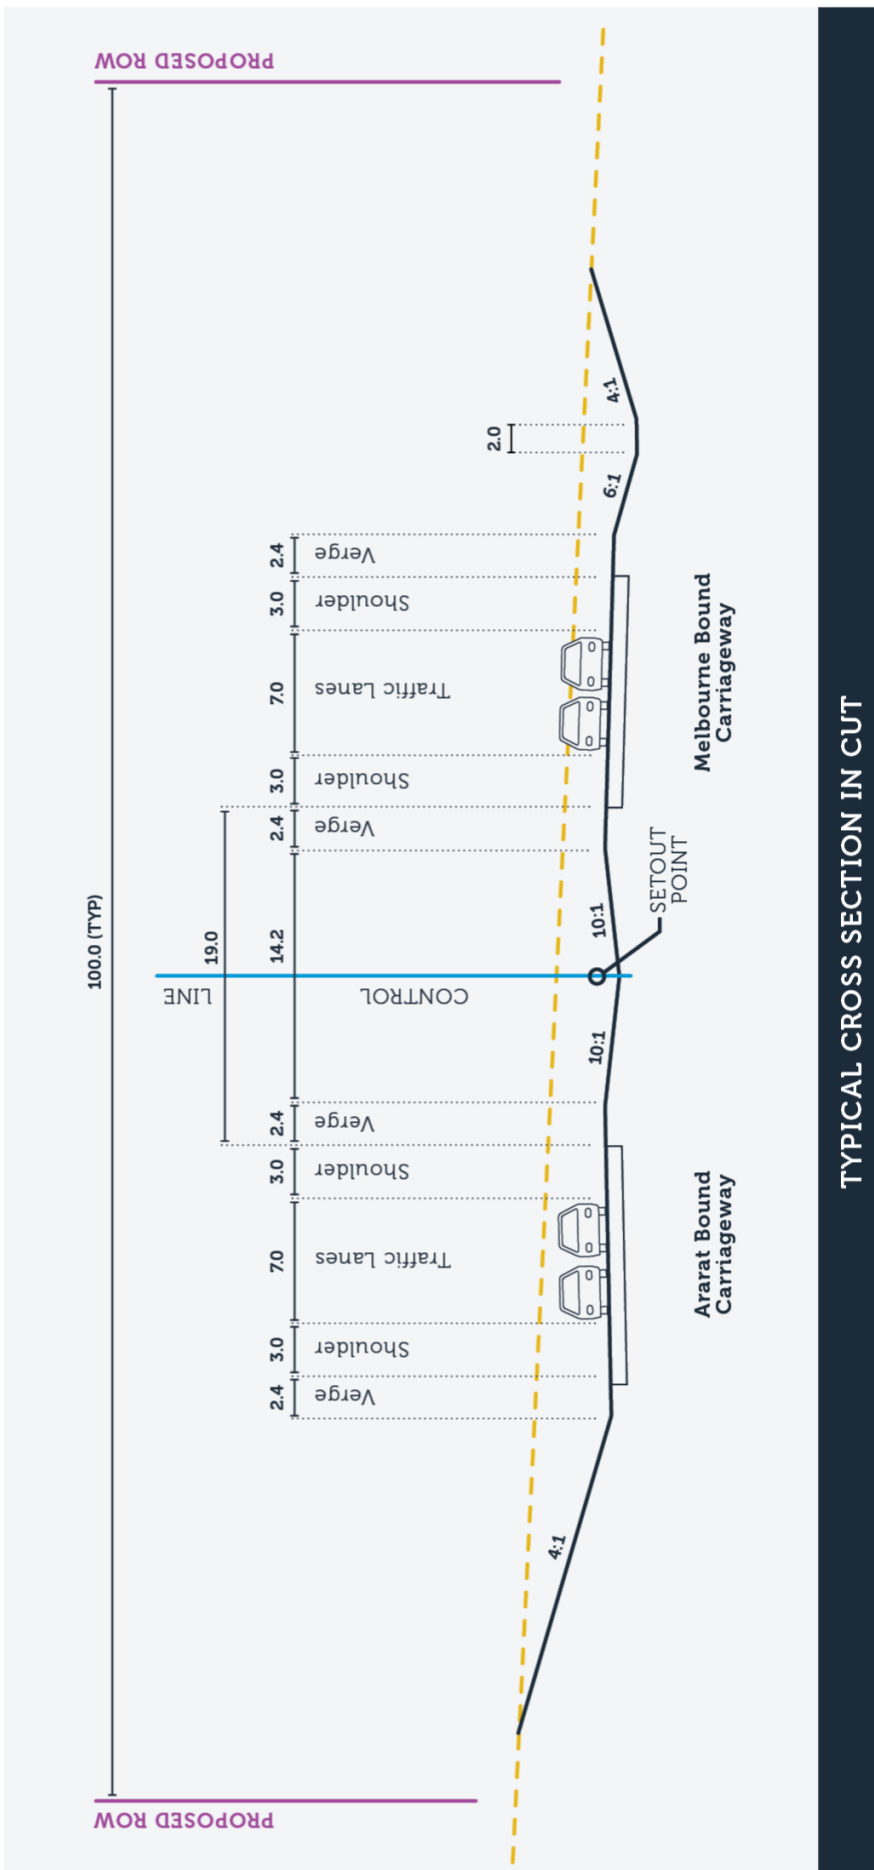 PROPOSED ROW
PROPOSED ROW
100.0 (TYP)
19.0
2.4
3.0
7.0
3.0
2.4
14.2
2.4
3.0
7.0
3.0
2.4
Verge
Shoulder
Traffic Lanes
Shoulder
Verge
LINE
CONTROL
Verge
Shoulder
Traffic Lanes
Shoulder
Verge
2.0
4:1
10:1
10:1
6:1
4:1
SETOUT
POINT
Ararat Bound
Carriageway
Melbourne Bound
Carriageway
TYPICAL CROSS SECTION IN CUT